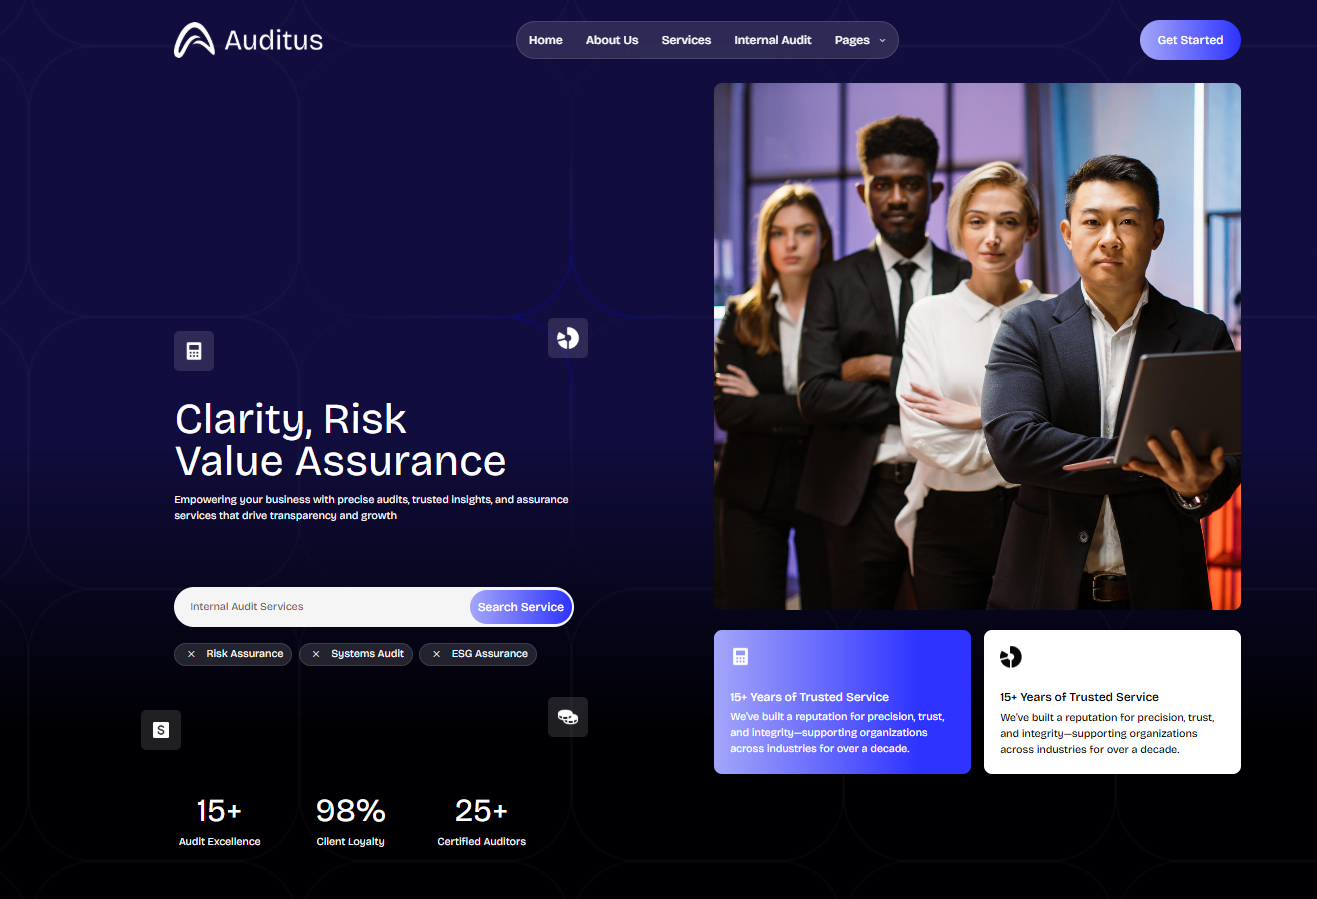 Auditus
Home
About Us
Services
Internal Audit
Pages
Get Started
Clarity, Risk
Value Assurance
Empowering your business with precise audits, trusted insights, and assurance
services that drive transparency and growth
Internal Audit Services
Search Service
× Risk Assurance
× Systems Audit
× ESG Assurance
S
15+
Audit Excellence
98%
Client Loyalty
25+
Certified Auditors
15+ Years of Trusted Service
We've built a reputation for precision, trust,
and integrity—supporting organizations
across industries for over a decade.
15+ Years of Trusted Service
We've built a reputation for precision, trust,
and integrity—supporting organizations
across industries for over a decade.